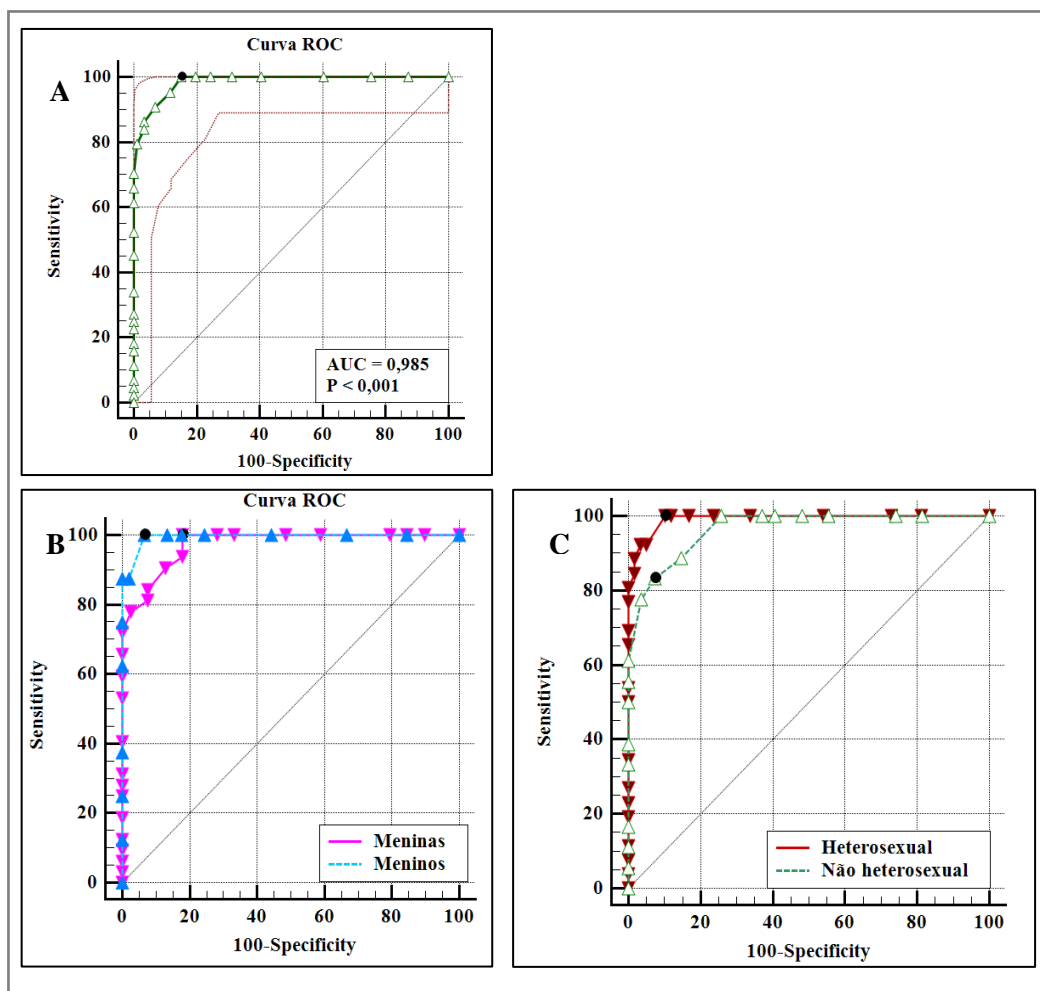 Curva ROC
A
100
80
60
40
20
0
Sensitivity
0 20 40 60 80 100
100-Specificity
AUC = 0,985
P < 0,001
Curva ROC
B
100
80
60
40
20
0
Sensitivity
0 20 40 60 80 100
100-Specificity
Meninas
Meninos
C
100
80
60
40
20
0
Sensitivity
0 20 40 60 80 100
100-Specificity
Heterosexual
Não heterosexual